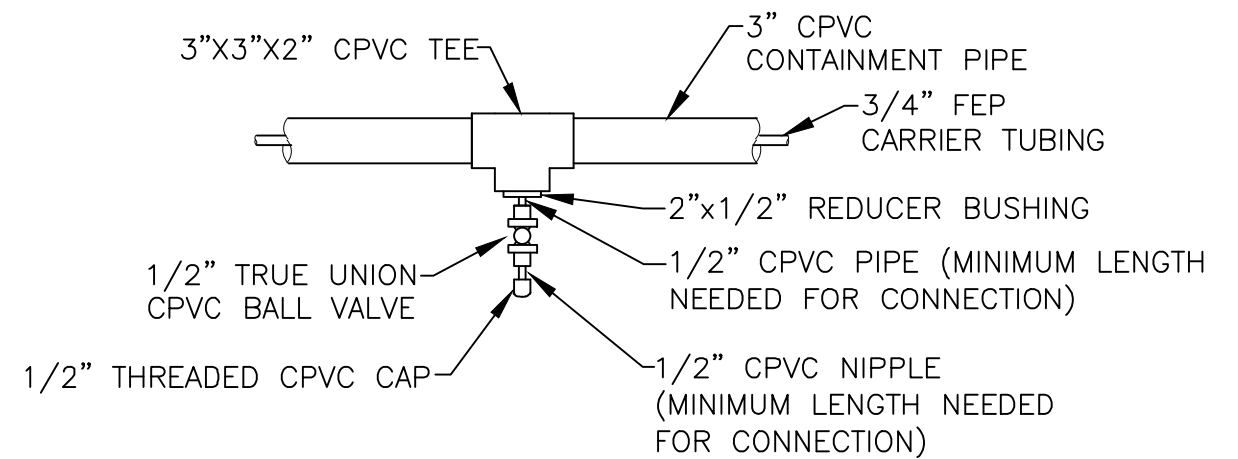 3”X3”X2” CPVC TEE
3” CPVC
CONTAINMENT PIPE
3/4” FEP
CARRIER TUBING
2”x1/2” REDUCER BUSHING
1/2” CPVC PIPE (MINIMUM LENGTH
NEEDED FOR CONNECTION)
1/2” TRUE UNION
CPVC BALL VALVE
1/2” THREADED CPVC CAP
1/2” CPVC NIPPLE
(MINIMUM LENGTH NEEDED
FOR CONNECTION)